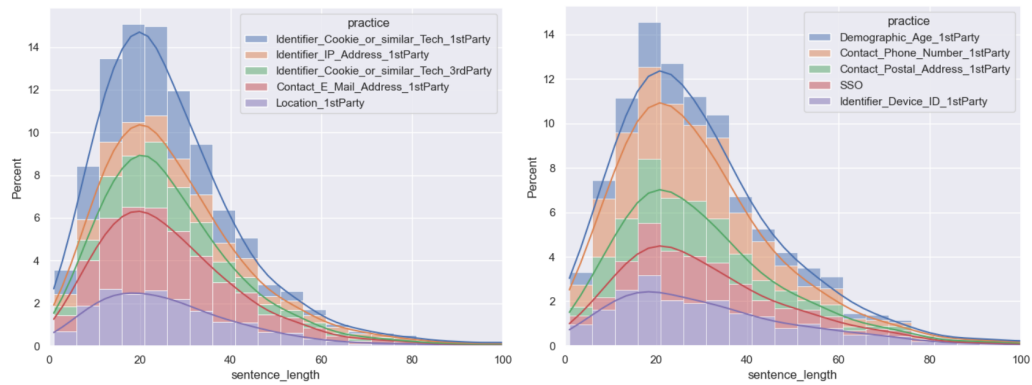 practice
Identifier_Cookie_or_similar_Tech_1stParty
Identifier_IP_Address_1stParty
Identifier_Cookie_or_similar_Tech_3rdParty
Contact_E_Mail_Address_1stParty
Location_1stParty
14
12
10
8
6
4
2
0
Percent
0
20
40
60
80
100
sentence_length
practice
Demographic_Age_1stParty
Contact_Phone_Number_1stParty
Contact_Postal_Address_1stParty
SSO
Identifier_Device_ID_1stParty
14
12
10
8
6
4
2
0
Percent
0
20
40
60
80
100
sentence_length